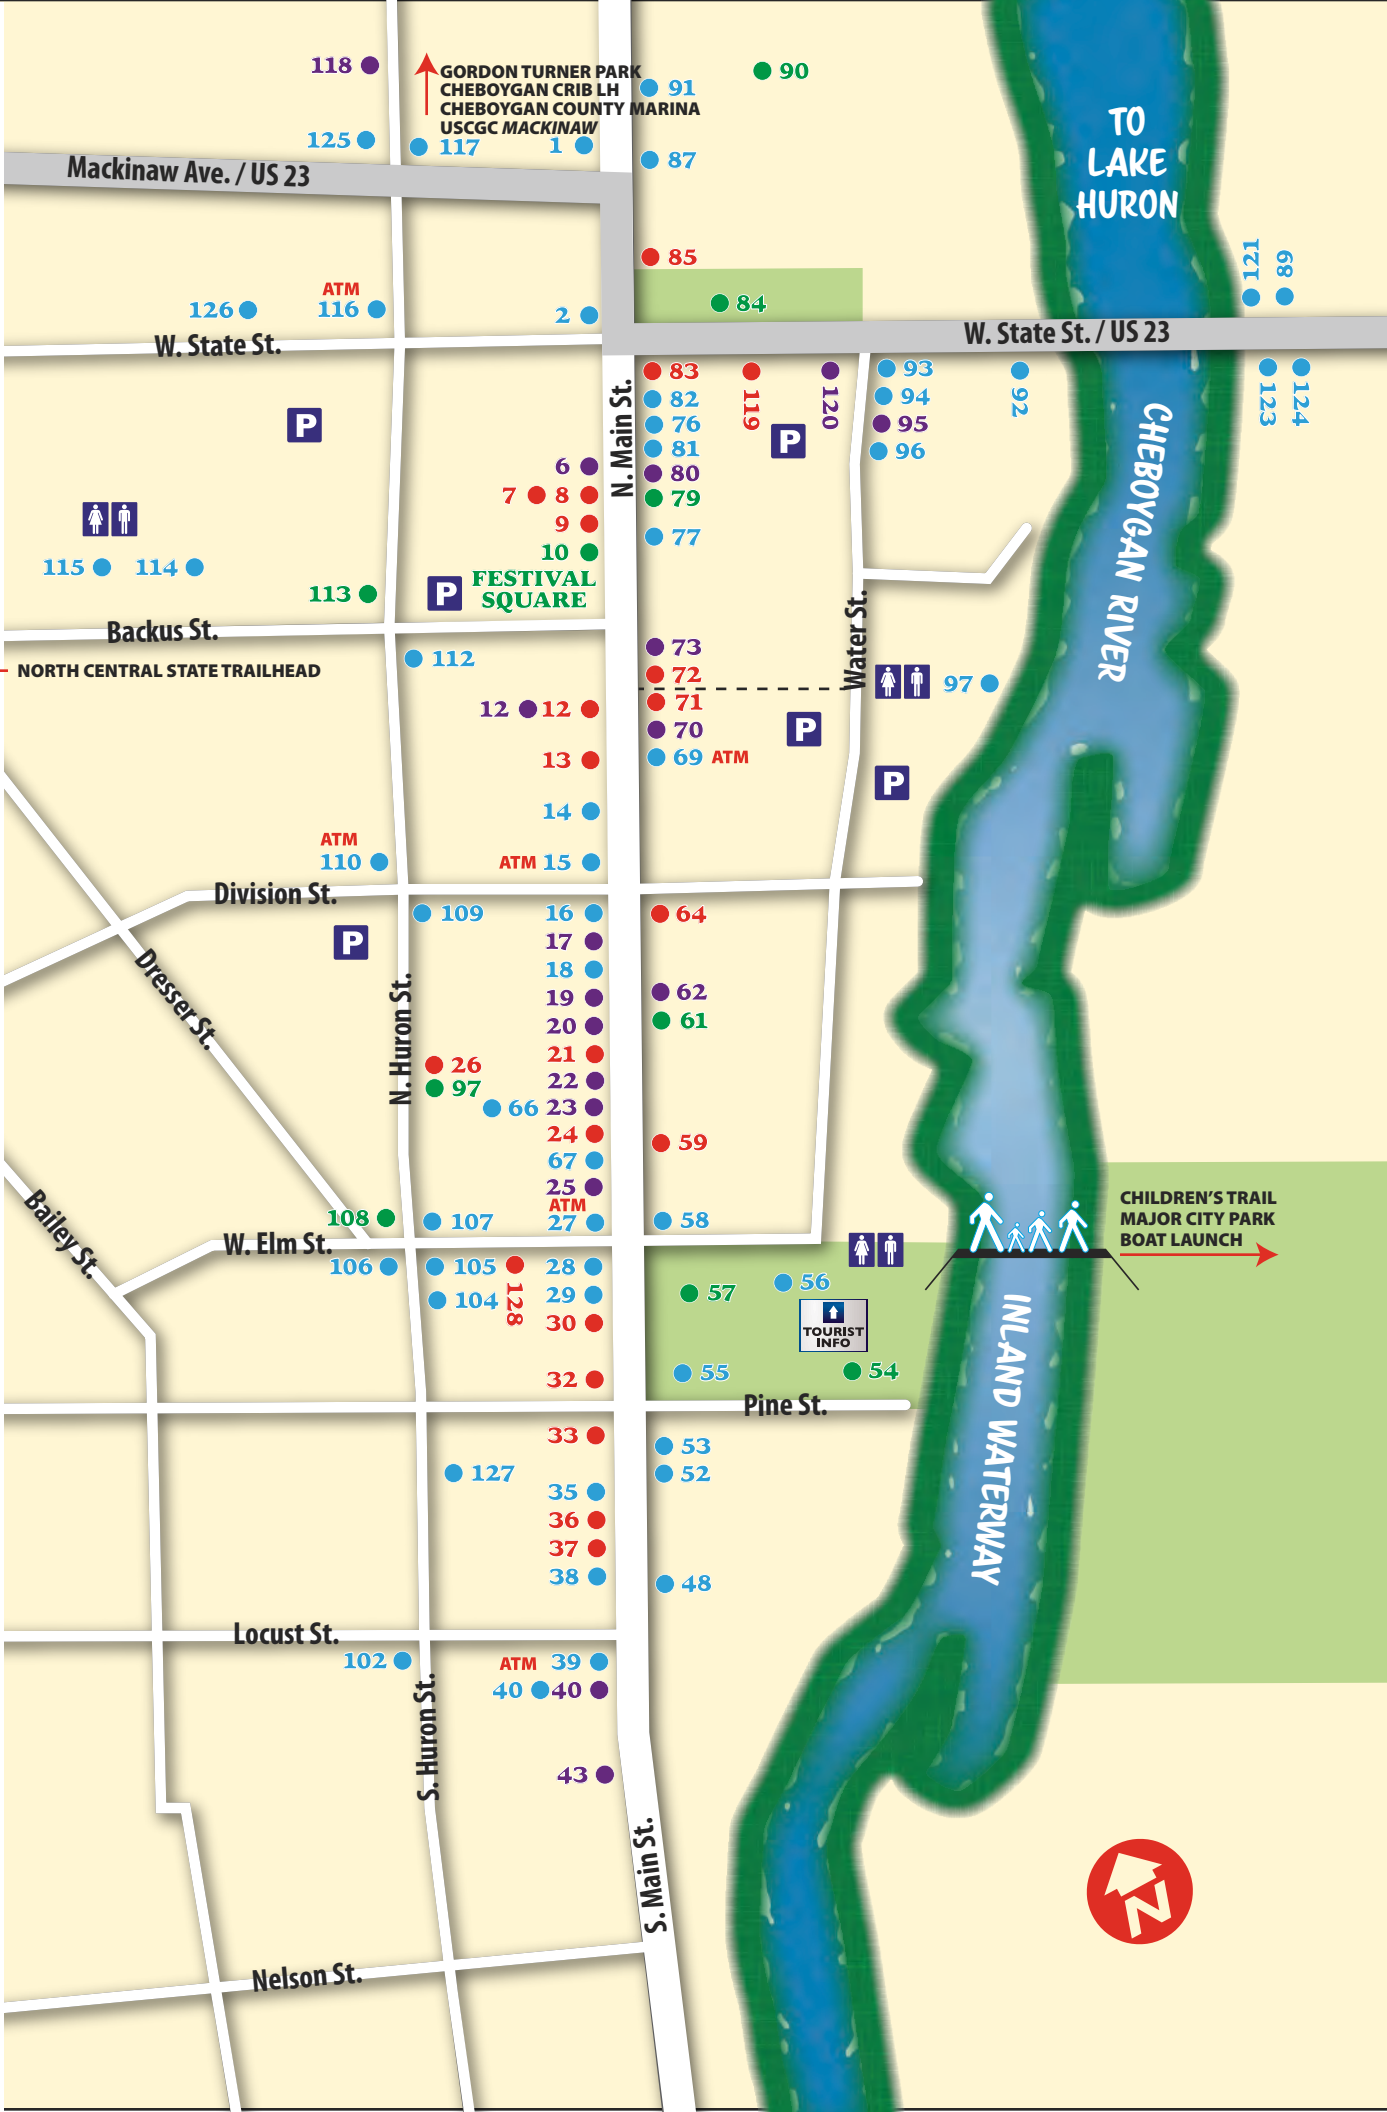 118
GORDON TURNER PARK
CHEBOYGAN CRIB LH
CHEBOYGAN COUNTY MARINA
USCGC MACKINAW
91
90
125
117
1
87
TO
LAKE
HURON
Mackinaw Ave. / US 23
85
121
89
126
ATM
116
2
84
W. State St.
W. State St. / US 23
N. Main St.
83
119
120
93
92
123
124
82
94
76
95
81
96
P
P
6
80
7
8
79
9
77
10
115
114
113
P
FESTIVAL
SQUARE
CHEBOYGAN RIVER
Backus St.
Water St.
NORTH CENTRAL STATE TRAILHEAD
112
73
72
97
12
12
71
70
P
13
69 ATM
P
14
ATM
110
ATM 15
Division St.
109
16
64
P
17
18
Dresser St.
N. Huron St.
19
62
20
61
21
26
22
97
66
23
24
59
67
25
Bailey St.
ATM
108
107
27
58
CHILDREN'S TRAIL
MAJOR CITY PARK
BOAT LAUNCH
W. Elm St.
106
105
128
28
56
104
29
57
30
TOURIST
INFO
INLAND WATERWAY
32
55
54
Pine St.
33
53
127
52
35
36
37
38
48
Locust St.
102
ATM 39
40
40
S. Huron St.
43
S. Main St.
N
Nelson St.